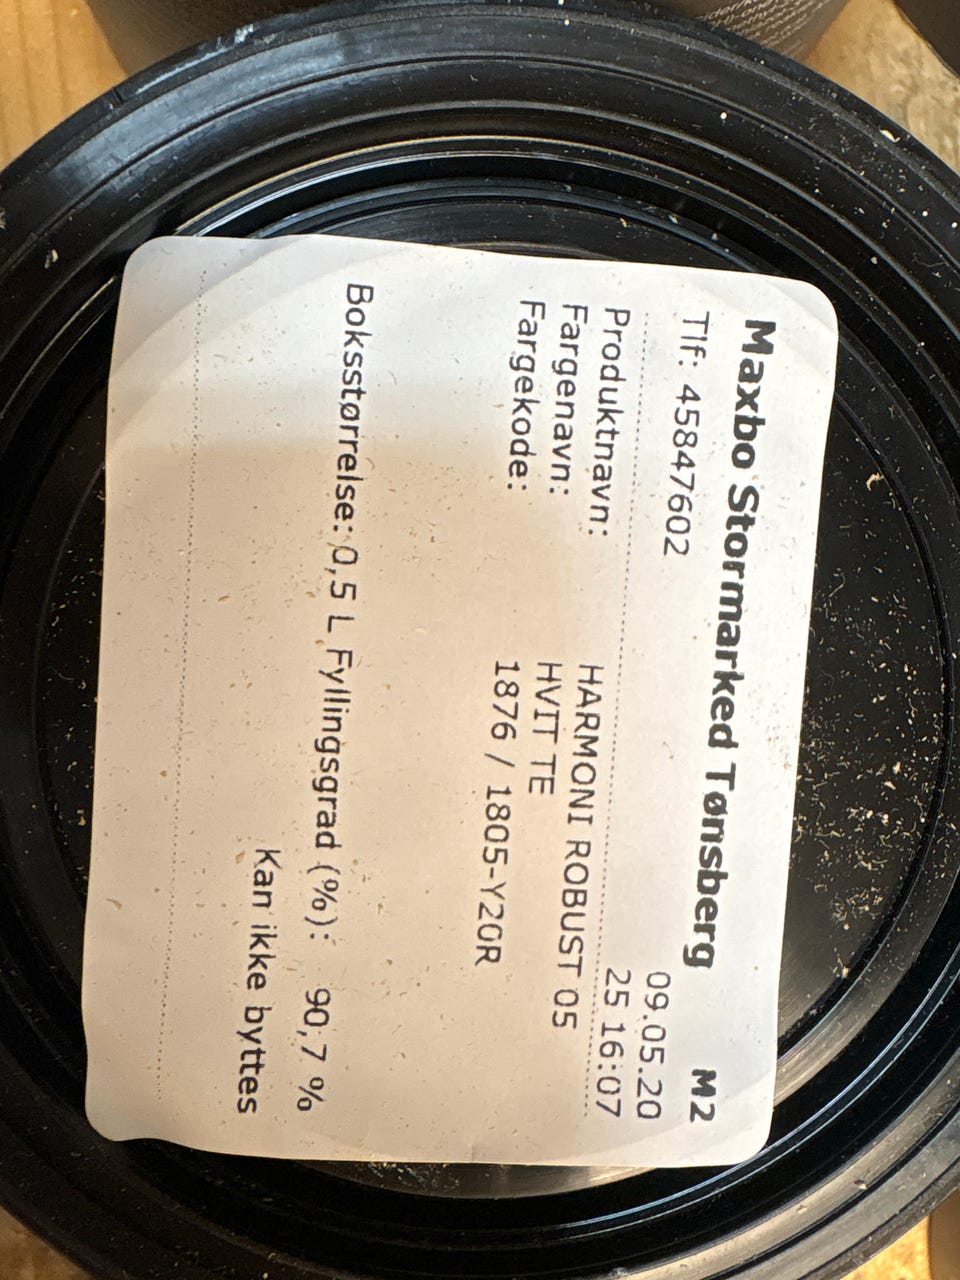 Maxbo Stormarked Tønsberg M2
Tlf: 45847602 09.05.20
25 16:07
Produktnavn: HARMONI ROBUST 05
Fargenavn: HVIT TE
Fargekode: 1876 / 1805-Y20R
Boksstørrelse: 0,5 L Fyllingsgrad (%): 90,7 %
Kan ikke byttes